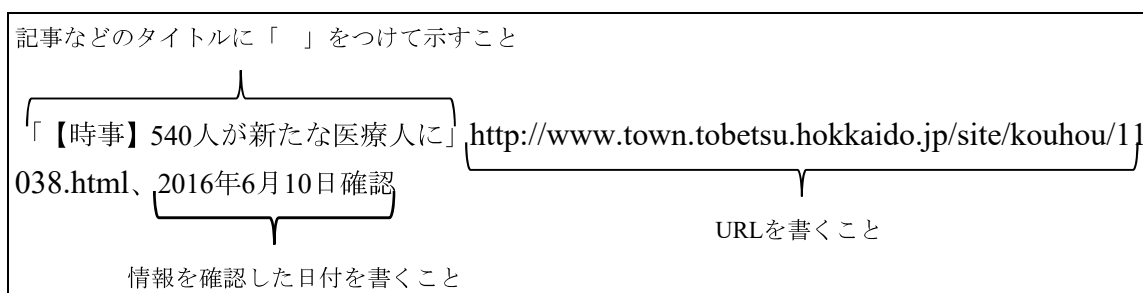 記事などのタイトルに「　」をつけて示すこと
「【時事】540人が新たな医療人に」http://www.town.tobetsu.hokkaido.jp/site/kouhou/11
038.html、2016年6月10日確認
URLを書くこと
情報を確認した日付を書くこと